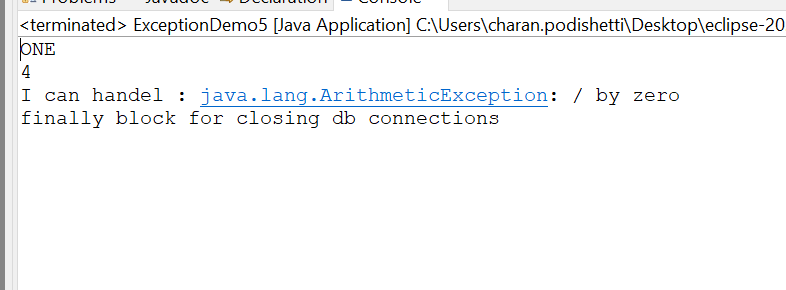 Problems Javadoc Declaration Console
<terminated> ExceptionDemo5 [Java Application] C:\Users\charan.podishetti\Desktop\eclipse-20
ONE
4
I can handel : java.lang.ArithmeticException: / by zero
finally block for closing db connections